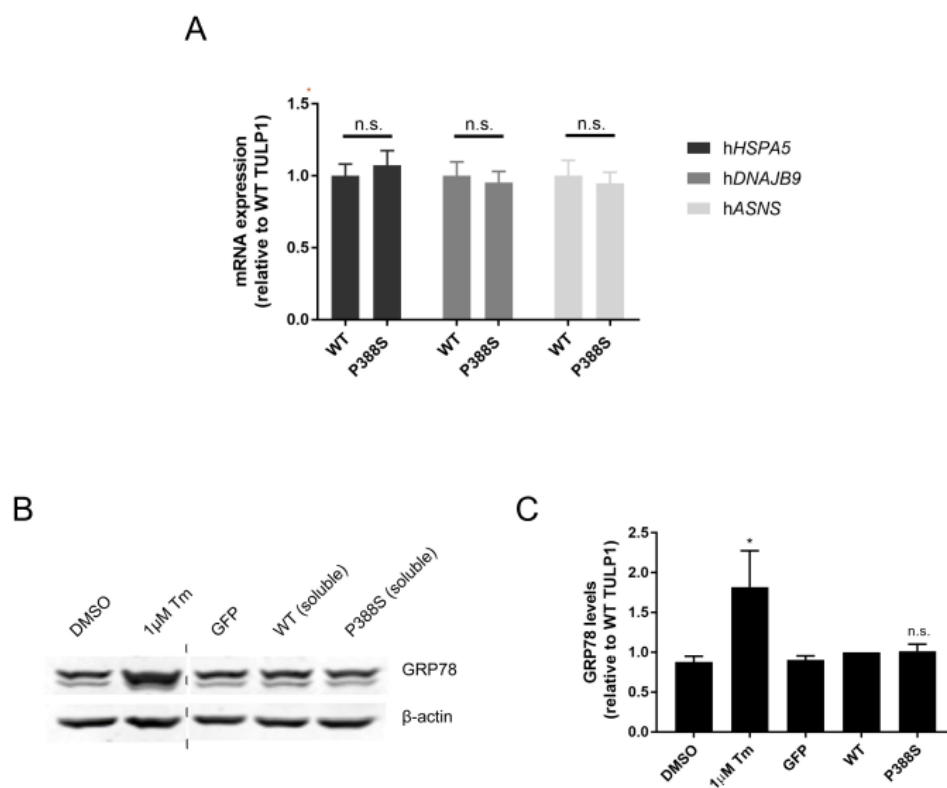 A
mRNA expression
(relative to WT TULP1)
1.5
1.0
0.5
0.0
*
n.s.
n.s.
n.s.
WT
P388S
WT
P388S
WT
P388S
hHSPA5
hDNAJB9
hASNS
B
DMSO
1μM Tm
GFP
WT (soluble)
P388S (soluble)
GRP78
β-actin
C
GRP78 levels
(relative to WT TULP1)
2.5
2.0
1.5
1.0
0.5
0.0
*
n.s.
DMSO
1μM Tm
GFP
WT
P388S